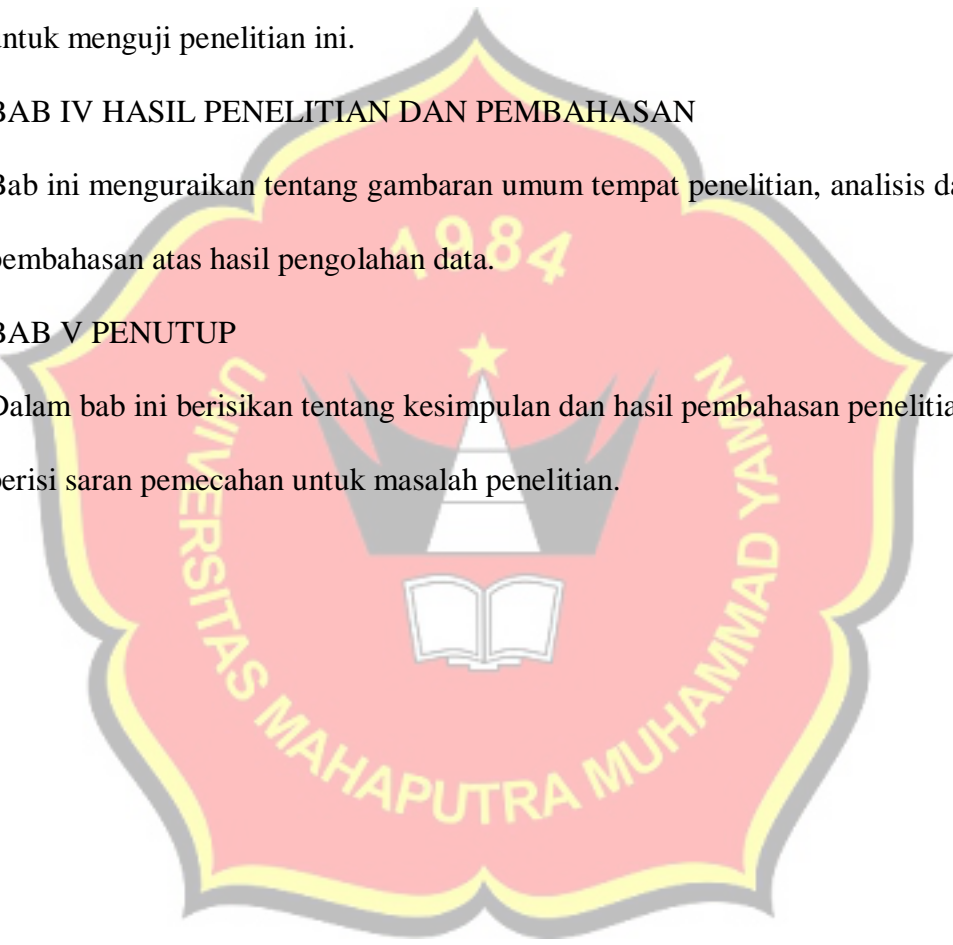 untuk menguji penelitian ini.
BAB IV HASIL PENELITIAN DAN PEMBAHASAN
Bab ini menguraikan tentang gambaran umum tempat penelitian, analisis
pembahasan atas hasil pengolahan data.
BAB V PENUTUP
Dalam bab ini berisikan tentang kesimpulan dan hasil pembahasan
berisi saran pemecahan untuk masalah penelitian.
1984
UNIVERSITAS MAHAPUTRA MUHAMMAD YAMIN